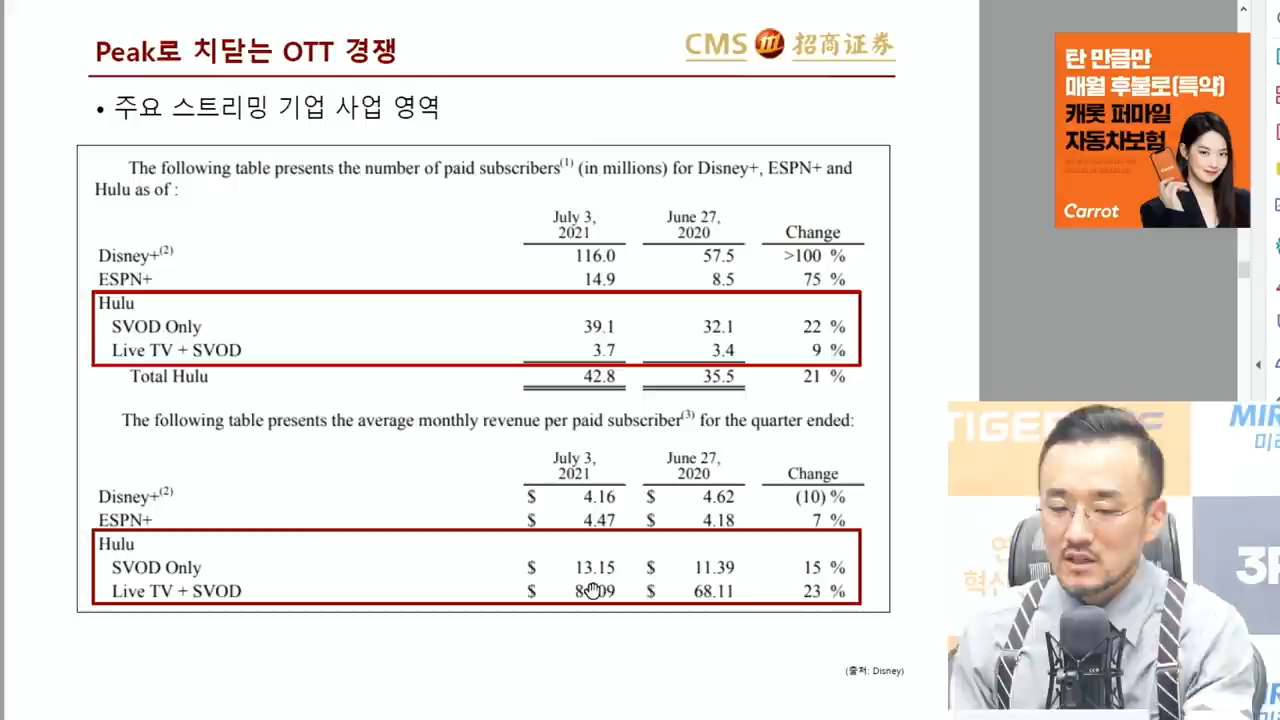 Peak로 치닫는 OTT 경쟁
CMS 招商证券
• 주요 스트리밍 기업 사업 영역
The following table presents the number of paid subscribers(1) (in millions) for Disney+, ESPN+ and
Hulu as of :
July 3, 2021 June 27, 2020 Change
Disney+(2) 116.0 57.5 >100 %
ESPN+ 14.9 8.5 75 %
Hulu
SVOD Only 39.1 32.1 22 %
Live TV + SVOD 3.7 3.4 9 %
Total Hulu 42.8 35.5 21 %
The following table presents the average monthly revenue per paid subscriber(3) for the quarter ended:
July 3, 2021 June 27, 2020 Change
Disney+(2) $ 4.16 $ 4.62 (10) %
ESPN+ $ 4.47 $ 4.18 7 %
Hulu
SVOD Only $ 13.15 $ 11.39 15 %
Live TV + SVOD $ $ 68.11 23 %
(출처: Disney)
탄 만큼만
매월 후불로(특약)
캐롯 퍼마일
자동차보험
Carrot
TIGER